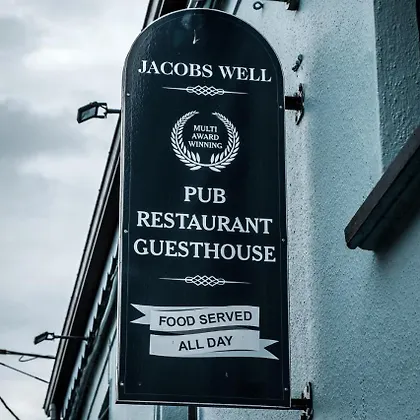 JACOBS WELL
MULTI
AWARD
WINNING
PUB
RESTAURANT
GUESTHOUSE
FOOD SERVED
ALL DAY